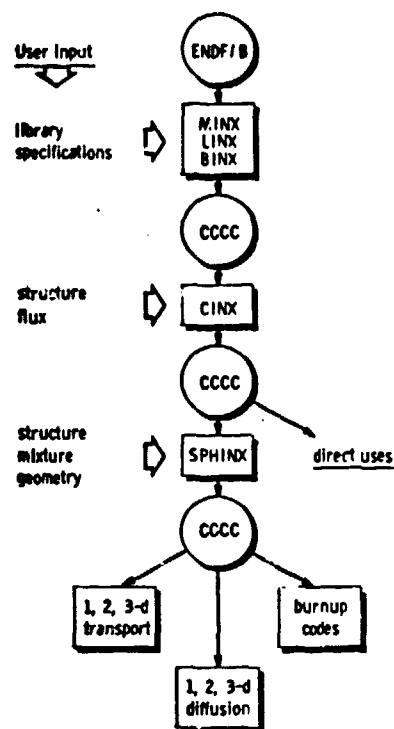 User Input
ENDF/B
library
specifications
MINX
LINX
BINX
CCCC
structure
flux
CINX
CCCC
structure
mixture
geometry
SPHINX
direct uses
CCCC
1, 2, 3-d
transport
burnup
codes
1, 2, 3-d
diffusion